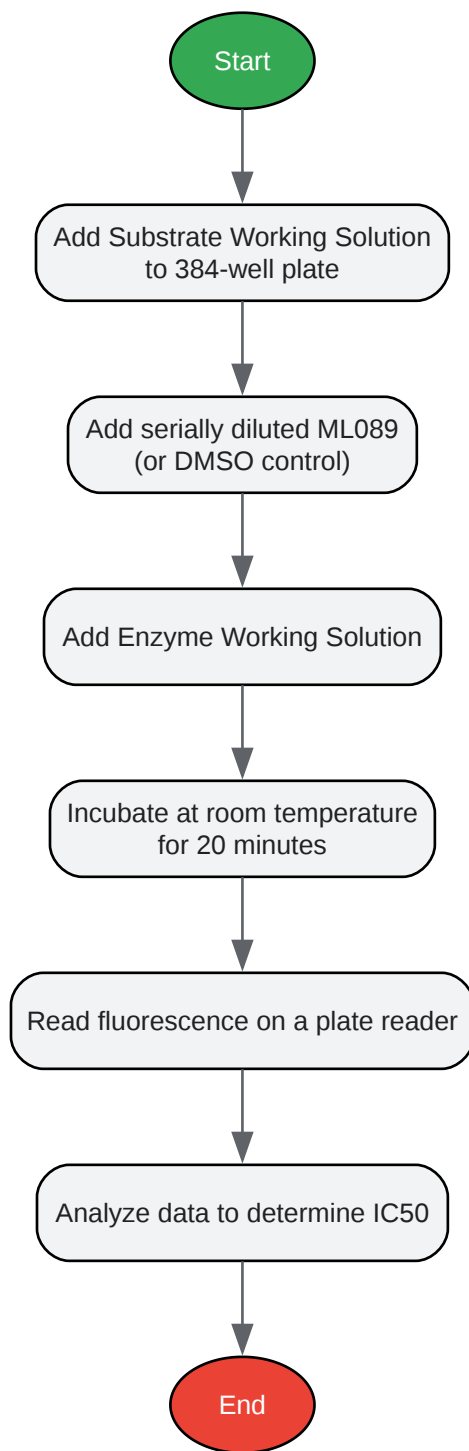 Start
Add Substrate Working Solution
to 384-well plate
Add serially diluted ML089
(or DMSO control)
Add Enzyme Working Solution
Incubate at room temperature
for 20 minutes
Read fluorescence on a plate reader
Analyze data to determine IC50
End